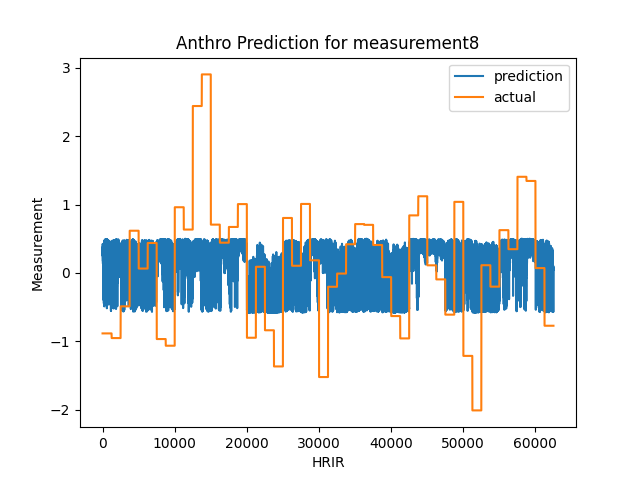 Anthro Prediction for measurement8
prediction
actual
Measurement
3
2
1
0
−1
−2
0
10000
20000
30000
40000
50000
60000
HRIR